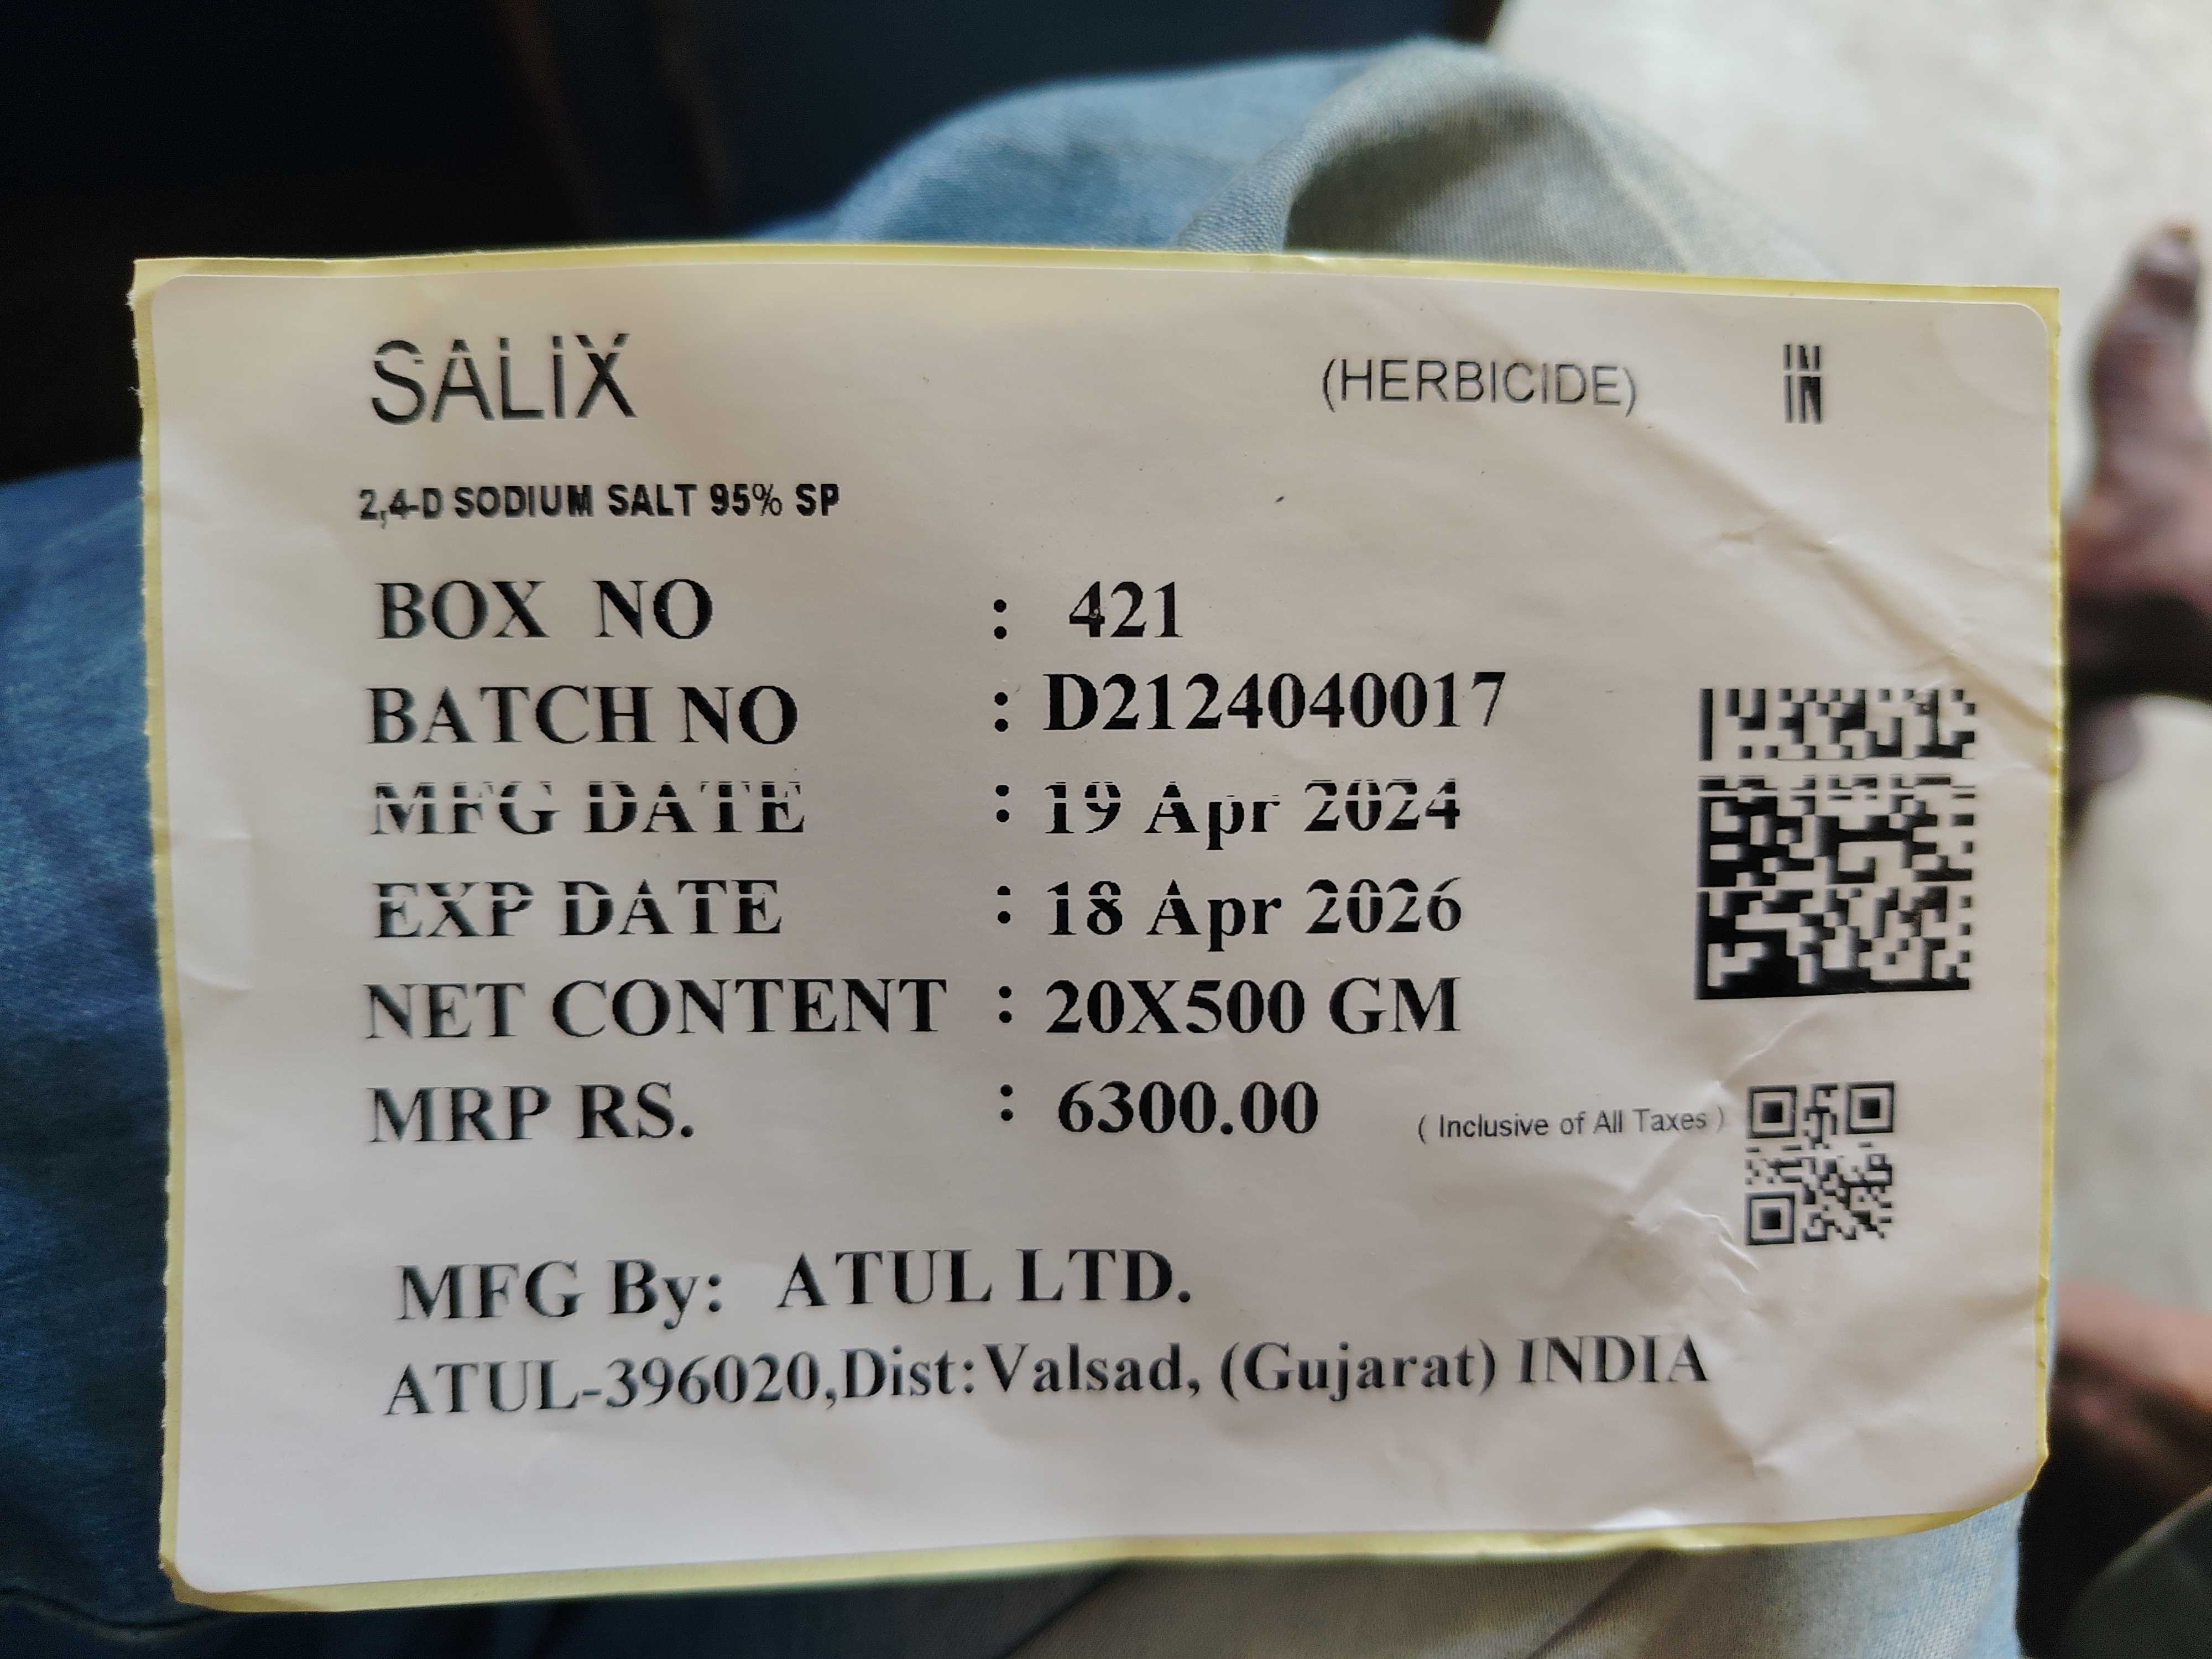 SALIX (HERBICIDE) IN
2,4-D SODIUM SALT 95% SP
BOX NO : 421
BATCH NO : D2124040017
MFG DATE : 19 Apr 2024
EXP DATE : 18 Apr 2026
NET CONTENT : 20X500 GM
MRP RS. : 6300.00 ( Inclusive of All Taxes )
MFG By: ATUL LTD.
ATUL-396020,Dist:Valsad, (Gujarat) INDIA